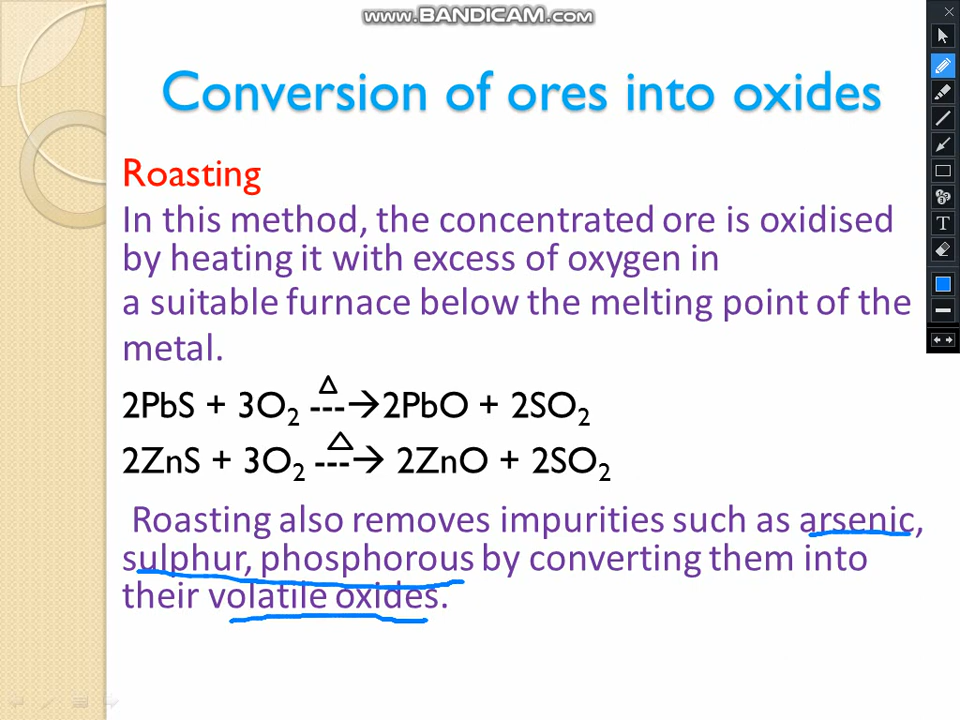 www.BANDICAM.com
Conversion of ores into oxides
Roasting
In this method, the concentrated ore is oxidised
by heating it with excess of oxygen in
a suitable furnace below the melting point of the
metal.
Δ
2PbS + 3O₂ ---→2PbO + 2SO₂
Δ
2ZnS + 3O₂ ---→ 2ZnO + 2SO₂
Roasting also removes impurities such as arsenic,
sulphur, phosphorous by converting them into
their volatile oxides.
T